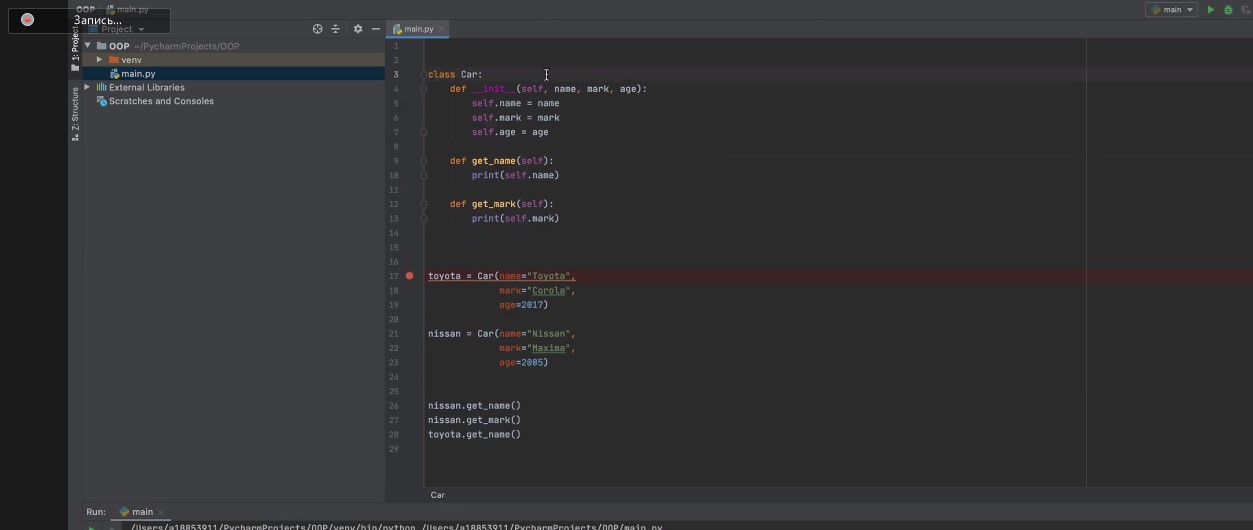 OOP main.py
Запись...
main
Project
main.py
1: Project
Z: Structure
OOP ~/PycharmProjects/OOP
venv
main.py
External Libraries
Scratches and Consoles
1
2
3 class Car:
4 def __init__(self, name, mark, age):
5 self.name = name
6 self.mark = mark
7 self.age = age
8
9 def get_name(self):
10 print(self.name)
11
12 def get_mark(self):
13 print(self.mark)
14
15
16
17 toyota = Car(name="Toyota",
18 mark="Corola",
19 age=2017)
20
21 nissan = Car(name="Nissan",
22 mark="Maxima",
23 age=2005)
24
25
26 nissan.get_name()
27 nissan.get_mark()
28 toyota.get_name()
29
Car
Run: main
/Users/a18853911/PycharmProjects/OOP/venv/bin/python /Users/a18853911/PycharmProjects/OOP/main.py